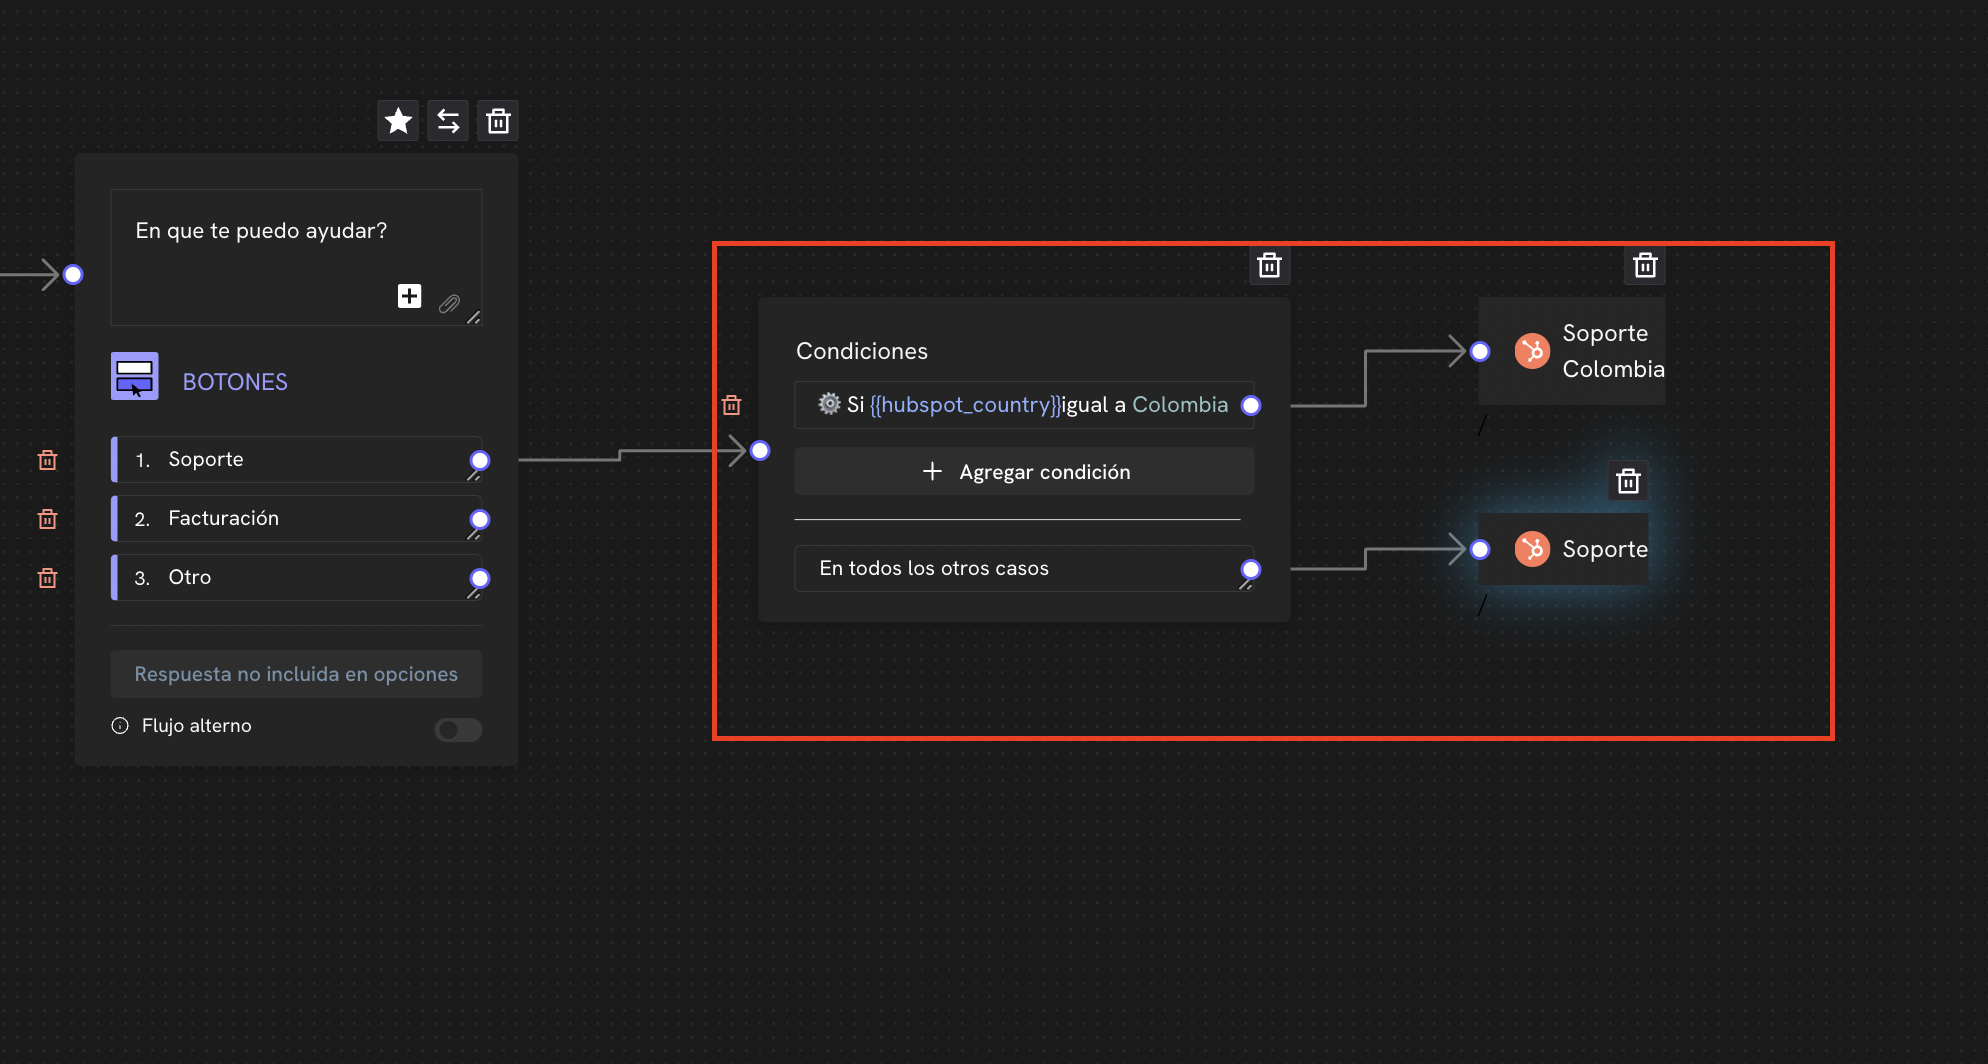 En que te puedo ayudar?
BOTONES
1. Soporte
2. Facturación
3. Otro
Respuesta no incluida en opciones
Flujo alterno
Condiciones
Si {{hubspot_country}}igual a Colombia
Agregar condición
En todos los otros casos
Soporte
Colombia
Soporte